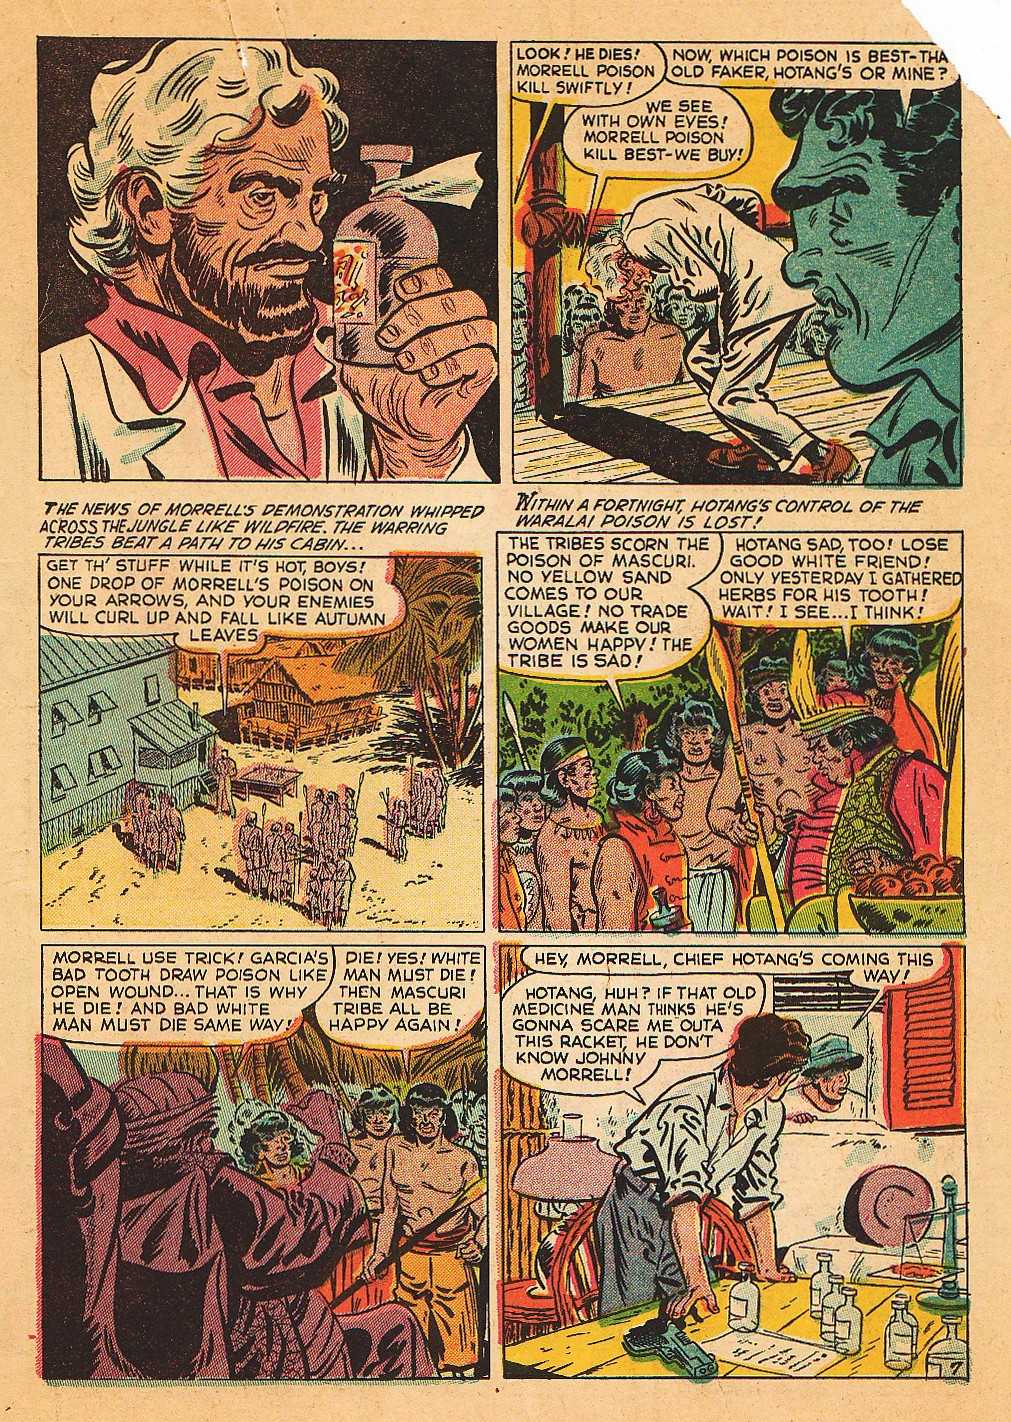 LOOK! HE DIES!
MORRELL POISON
KILL SWIFTLY!
NOW, WHICH POISON IS BEST-THA
OLD FAKER, HOTANG'S OR MINE?
WE SEE
WITH OWN EYES!
MORRELL POISON
KILL BEST-WE BUY!
THE NEWS OF MORRELL'S DEMONSTRATION WHIPPED
ACROSS THE JUNGLE LIKE WILDFIRE. THE WARRING
TRIBES BEAT A PATH TO HIS CABIN...
GET TH' STUFF WHILE IT'S HOT, BOYS!
ONE DROP OF MORRELL'S POISON ON
YOUR ARROWS, AND YOUR ENEMIES
WILL CURL UP AND FALL LIKE AUTUMN
LEAVES
WITHIN A FORTNIGHT, HOTANG'S CONTROL OF THE
WARALAI POISON IS LOST!
THE TRIBES SCORN THE
POISON OF MASCURI.
NO YELLOW SAND
COMES TO OUR
VILLAGE! NO TRADE
GOODS MAKE OUR
WOMEN HAPPY! THE
TRIBE IS SAD!
HOTANG SAD, TOO! LOSE
GOOD WHITE FRIEND!
ONLY YESTERDAY I GATHERED
HERBS FOR HIS TOOTH!
WAIT! I SEE...I THINK!
MORRELL USE TRICK! GARCIA'S
BAD TOOTH DRAW POISON LIKE
OPEN WOUND... THAT IS WHY
HE DIE! AND BAD WHITE
MAN MUST DIE SAME WAY!
DIE! YES! WHITE
MAN MUST DIE!
THEN MASCURI
TRIBE ALL BE
HAPPY AGAIN!
HEY, MORRELL, CHIEF HOTANG'S COMING THIS
WAY!
HOTANG, HUH? IF THAT OLD
MEDICINE MAN THINKS HE'S
GONNA SCARE ME OUTA
THIS RACKET, HE DON'T
KNOW JOHNNY
MORRELL!
7